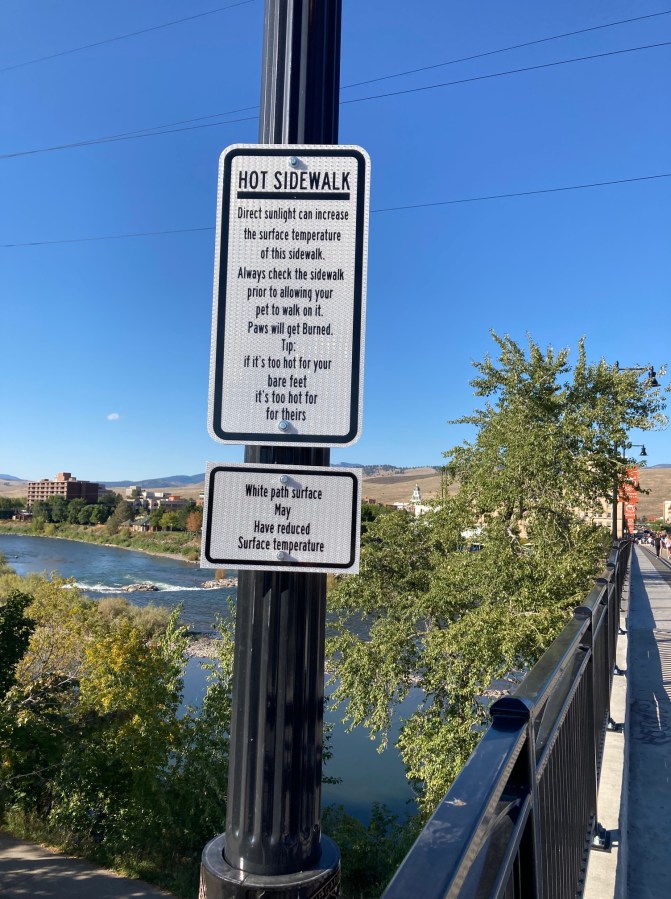 HOT SIDEWALK
Direct sunlight can increase
the surface temperature
of this sidewalk.
Always check the sidewalk
prior to allowing your
pet to walk on it.
Paws will get Burned.
Tip:
if it's too hot for your
bare feet
it's too hot for
for theirs
White path surface
May
Have reduced
Surface temperature